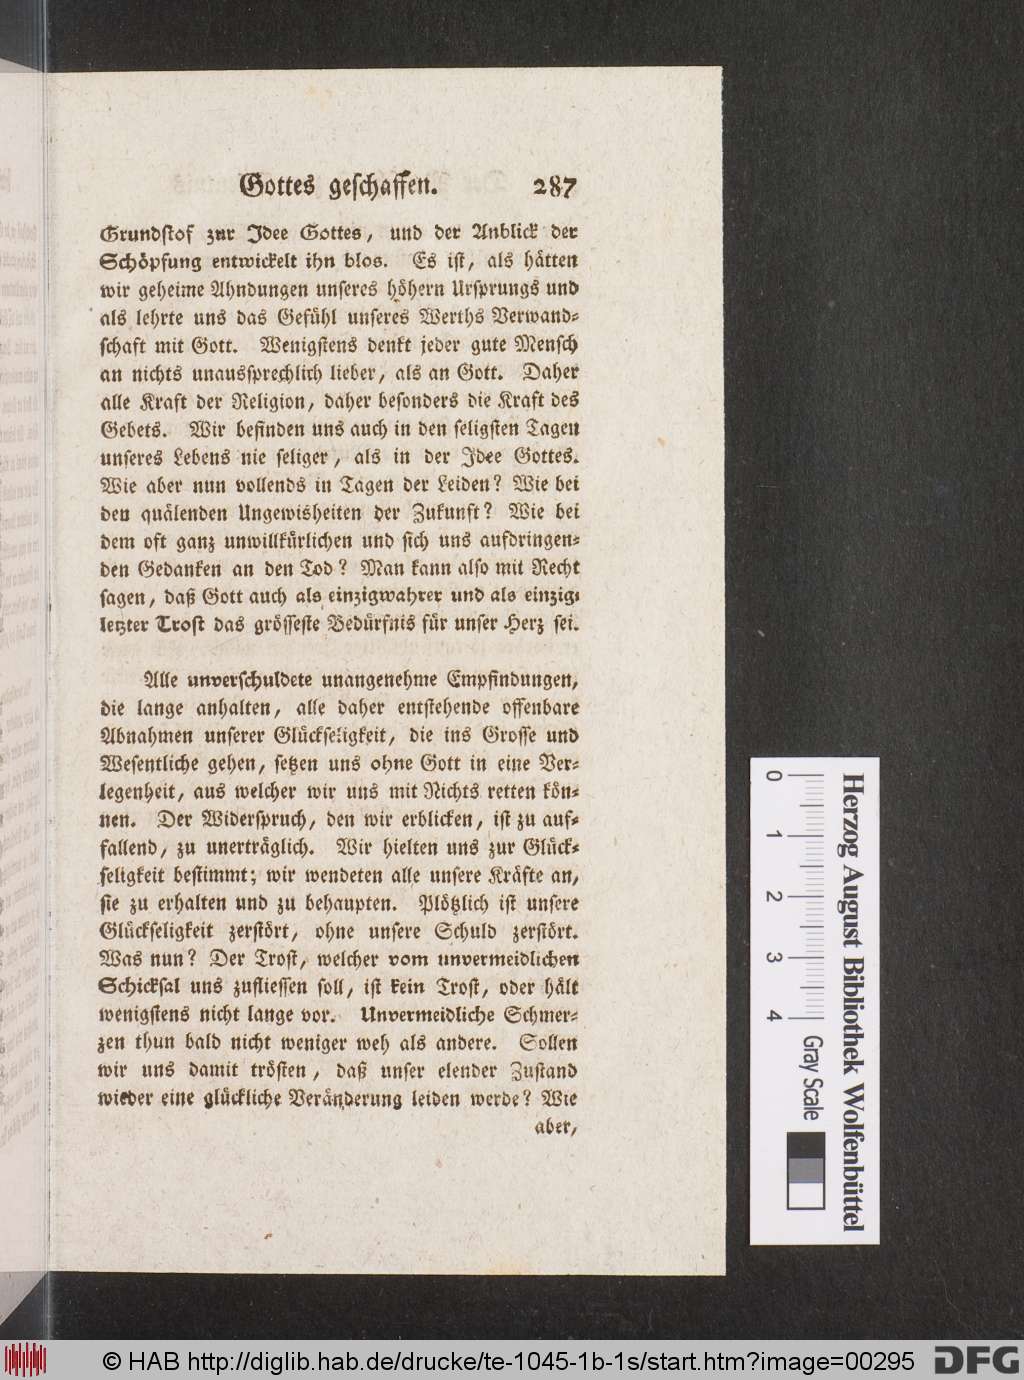 Gottes geschaffen. 287
Grundstof zur Idee Gottes, und der Anblick der
Schöpfung entwickelt ihn blos. Es ist, als hätten
wir geheime Ahndungen unseres höhern Ursprungs und
als lehrte uns das Gefühl unseres Werths Verwand-
schaft mit Gott. Wenigstens denkt jeder gute Mensch
an nichts unaussprechlich lieber, als an Gott. Daher
alle Kraft der Religion, daher besonders die Kraft des
Gebets. Wir befinden uns auch in den seligsten Tagen
unseres Lebens nie seliger, als in der Idee Gottes.
Wie aber nun vollends in Tagen der Leiden? Wie bei
den quälenden Ungewisheiten der Zukunft? Wie bei
dem oft ganz unwillkürlichen und sich uns aufdringen-
den Gedanken an den Tod? Man kann also mit Recht
sagen, daß Gott auch als einzigwahrer und als einzig-
letzter Trost das grösseste Bedürfnis für unser Herz sei.
Alle unverschuldete unangenehme Empfindungen,
die lange anhalten, alle daher entstehende offenbare
Abnahmen unserer Glückseligkeit, die ins Grosse und
Wesentliche gehen, setzen uns ohne Gott in eine Ver-
legenheit, aus welcher wir uns mit Nichts retten kön-
nen. Der Widerspruch, den wir erblicken, ist zu auf-
fallend, zu unerträglich. Wir hielten uns zur Glück-
seligkeit bestimmt; wir wendeten alle unsere Kräfte an,
sie zu erhalten und zu behaupten. Plötzlich ist unsere
Glückseligkeit zerstört, ohne unsere Schuld zerstört.
Was nun? Der Trost, welcher vom unvermeidlichen
Schicksal uns zufliessen soll, ist kein Trost, oder hält
wenigstens nicht lange vor. Unvermeidliche Schmer-
zen thun bald nicht weniger weh als andere. Sollen
wir uns damit trösten, daß unser elender Zustand
wieder eine glückliche Veränderung leiden werde? Wie
aber,
0 1 2 3 4 Gray Scale
Herzog August Bibliothek Wolfenbüttel
© HAB http://diglib.hab.de/drucke/te-1045-1b-1s/start.htm?image=00295
DFG